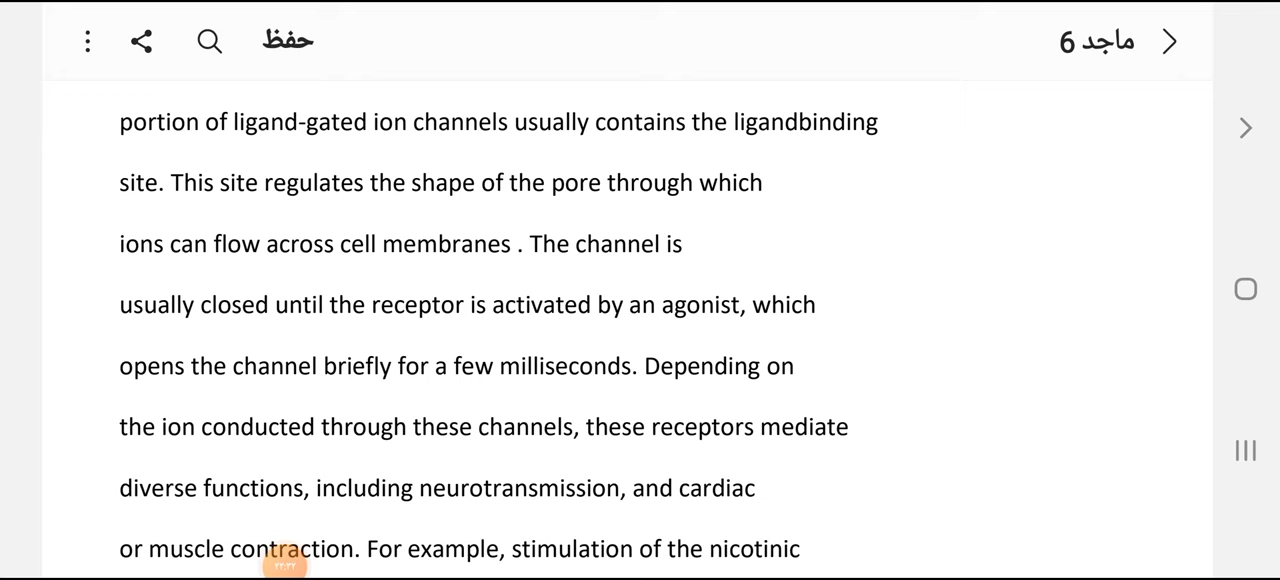 حفظ
ماجد 6
portion of ligand-gated ion channels usually contains the ligandbinding
site. This site regulates the shape of the pore through which
ions can flow across cell membranes . The channel is
usually closed until the receptor is activated by an agonist, which
opens the channel briefly for a few milliseconds. Depending on
the ion conducted through these channels, these receptors mediate
diverse functions, including neurotransmission, and cardiac
or muscle contraction. For example, stimulation of the nicotinic